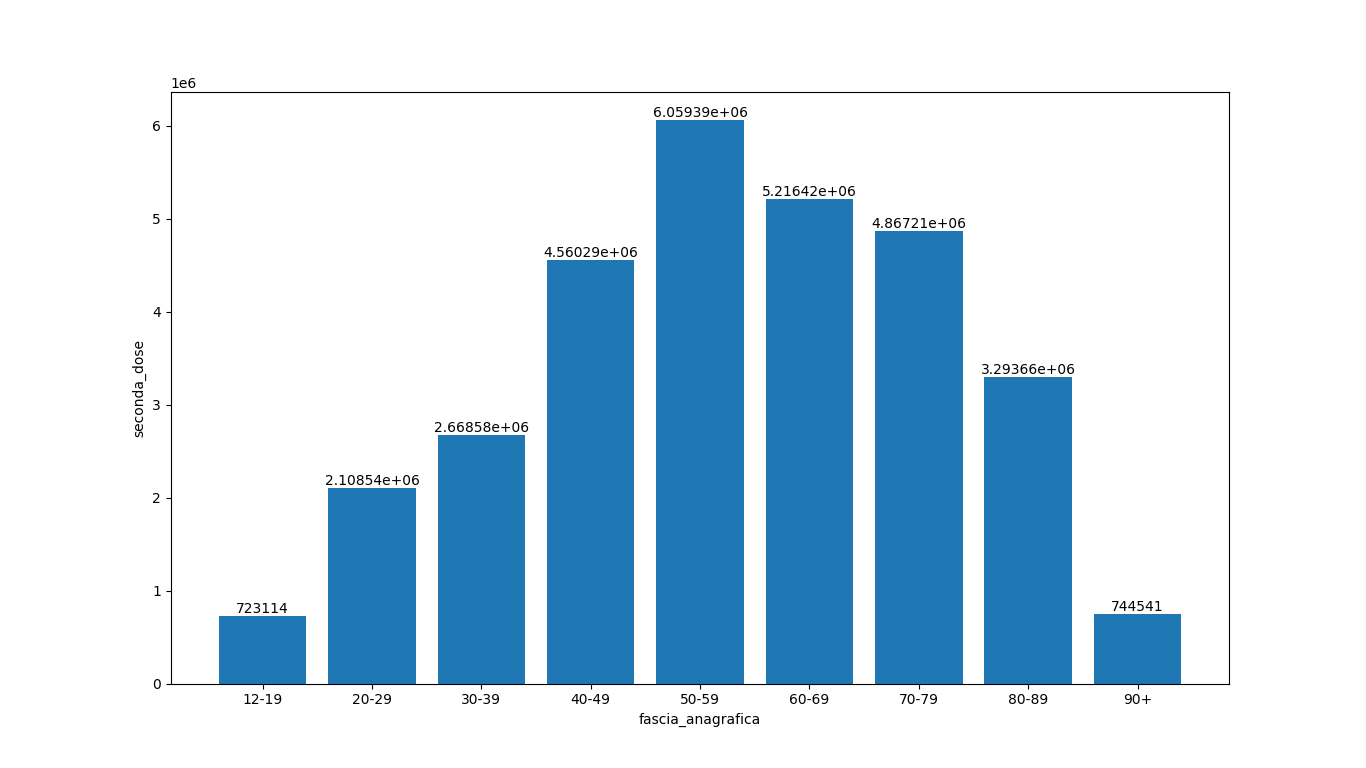 1e6
6.05939e+06
6
5.21642e+06
5
4.86721e+06
4.56029e+06
4
3.29366e+06
seconda_dose
3
2.66858e+06
2.10854e+06
2
1
723114
744541
0
12-19 20-29 30-39 40-49 50-59 60-69 70-79 80-89 90+
fascia_anagrafica